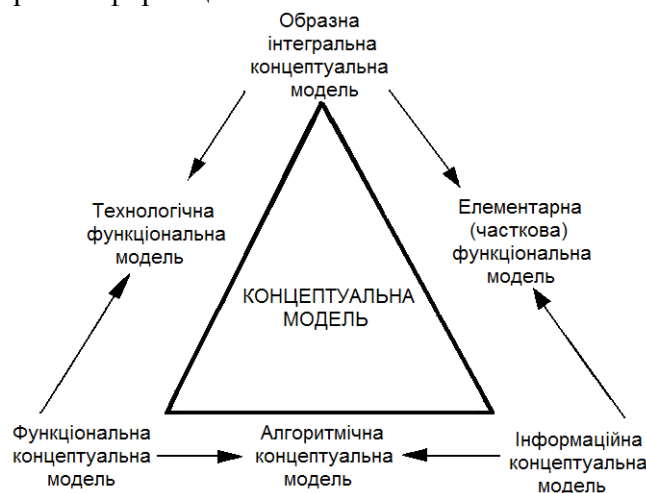 Образна
інтегральна
концептуальна
модель
Технологічна
функціональна
модель
Елементарна
(часткова)
функціональна
модель
КОНЦЕПТУАЛЬНА
МОДЕЛЬ
Функціональна
концептуальна
модель
Алгоритмічна
концептуальна
модель
Інформаційна
концептуальна
модель